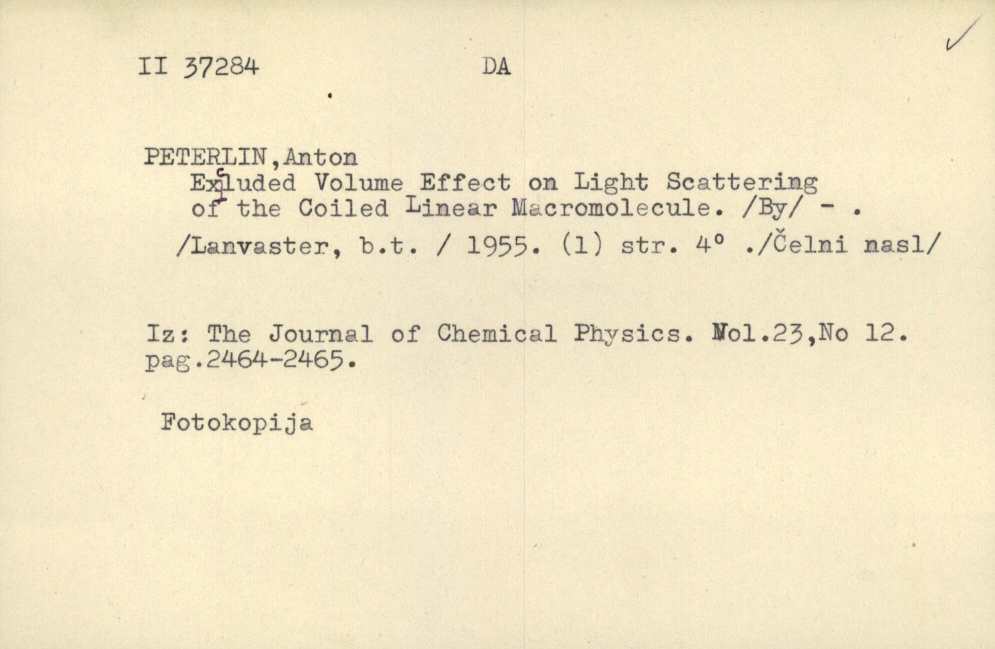 II 37284 DA
PETERLIN,Anton
Excluded Volume Effect on Light Scattering
of the Coiled Linear Macromolecule. /By/ - .
/Lanvaster, b.t. / 1955. (1) str. 4° ./Čelni nasl/
Iz: The Journal of Chemical Physics. Vol.23,No 12.
pag.2464-2465.
Fotokopija